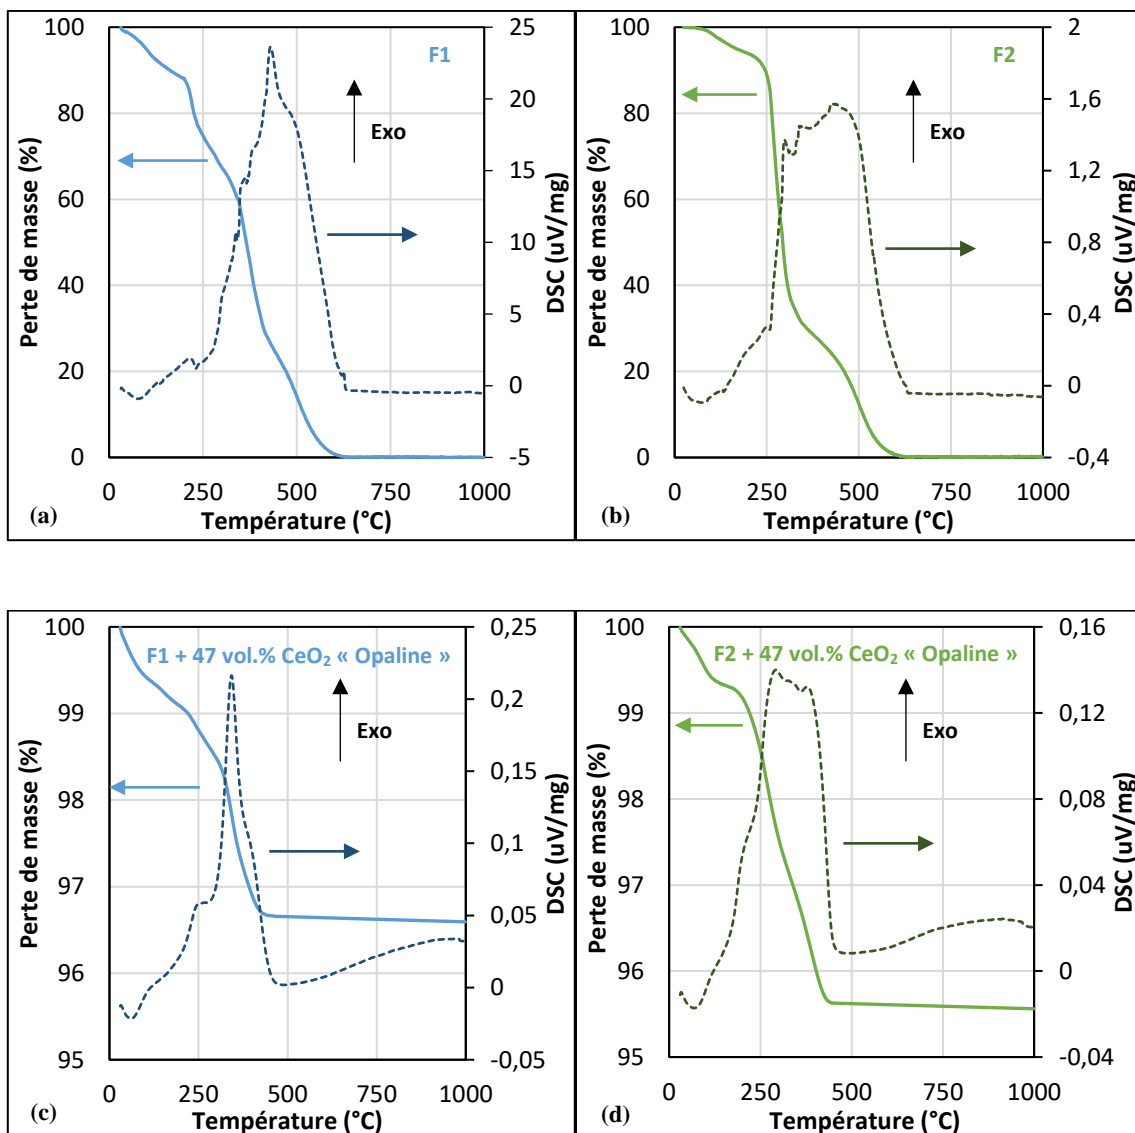 100
80
60
40
20
0
Perte de masse (%)
F1
Exo
25
20
15
10
5
0
-5
DSC (uV/mg)
0
250
500
750
1000
Température (°C)
(a)
100
80
60
40
20
0
Perte de masse (%)
F2
Exo
2
1,6
1,2
0,8
0,4
0
-0,4
DSC (uV/mg)
0
250
500
750
1000
Température (°C)
(b)
100
99
98
97
96
95
Perte de masse (%)
F1 + 47 vol.% CeO₂ « Opaline »
Exo
0,25
0,2
0,15
0,1
0,05
0
-0,05
DSC (uV/mg)
0
250
500
750
1000
Température (°C)
(c)
100
99
98
97
96
95
Perte de masse (%)
F2 + 47 vol.% CeO₂ « Opaline »
Exo
0,16
0,12
0,08
0,04
0
-0,04
DSC (uV/mg)
0
250
500
750
1000
Température (°C)
(d)